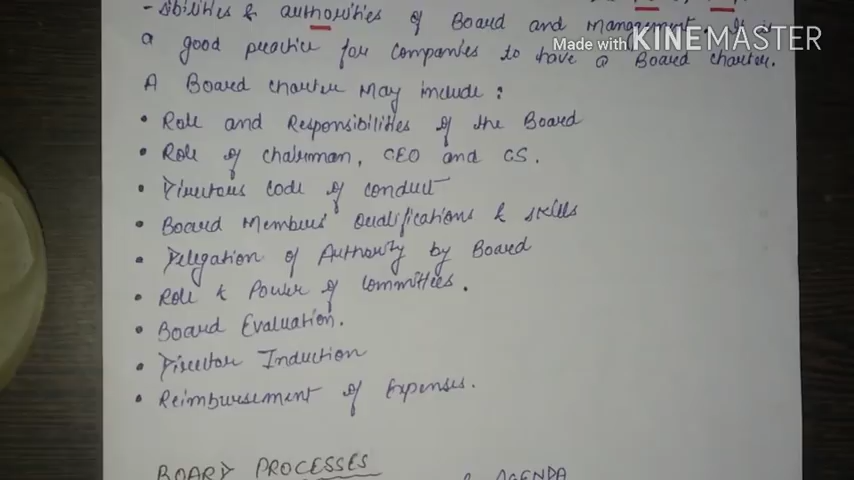 -sbilities & authorities of Board and management. It is
a good practice for companies to have a Board charter.
Made with KINEMASTER
A Board charter May include :
• Role and Responsibilities of the Board
• Role of Chairman, CEO and CS.
• Directors code of conduct
• Board Members' Qualifications & skills
• Delegation of Authority by Board
• Role & Power of Committees.
• Board Evaluation.
• Director Induction
• Reimbursement of Expenses.
BOARD PROCESSES
& AGENDA